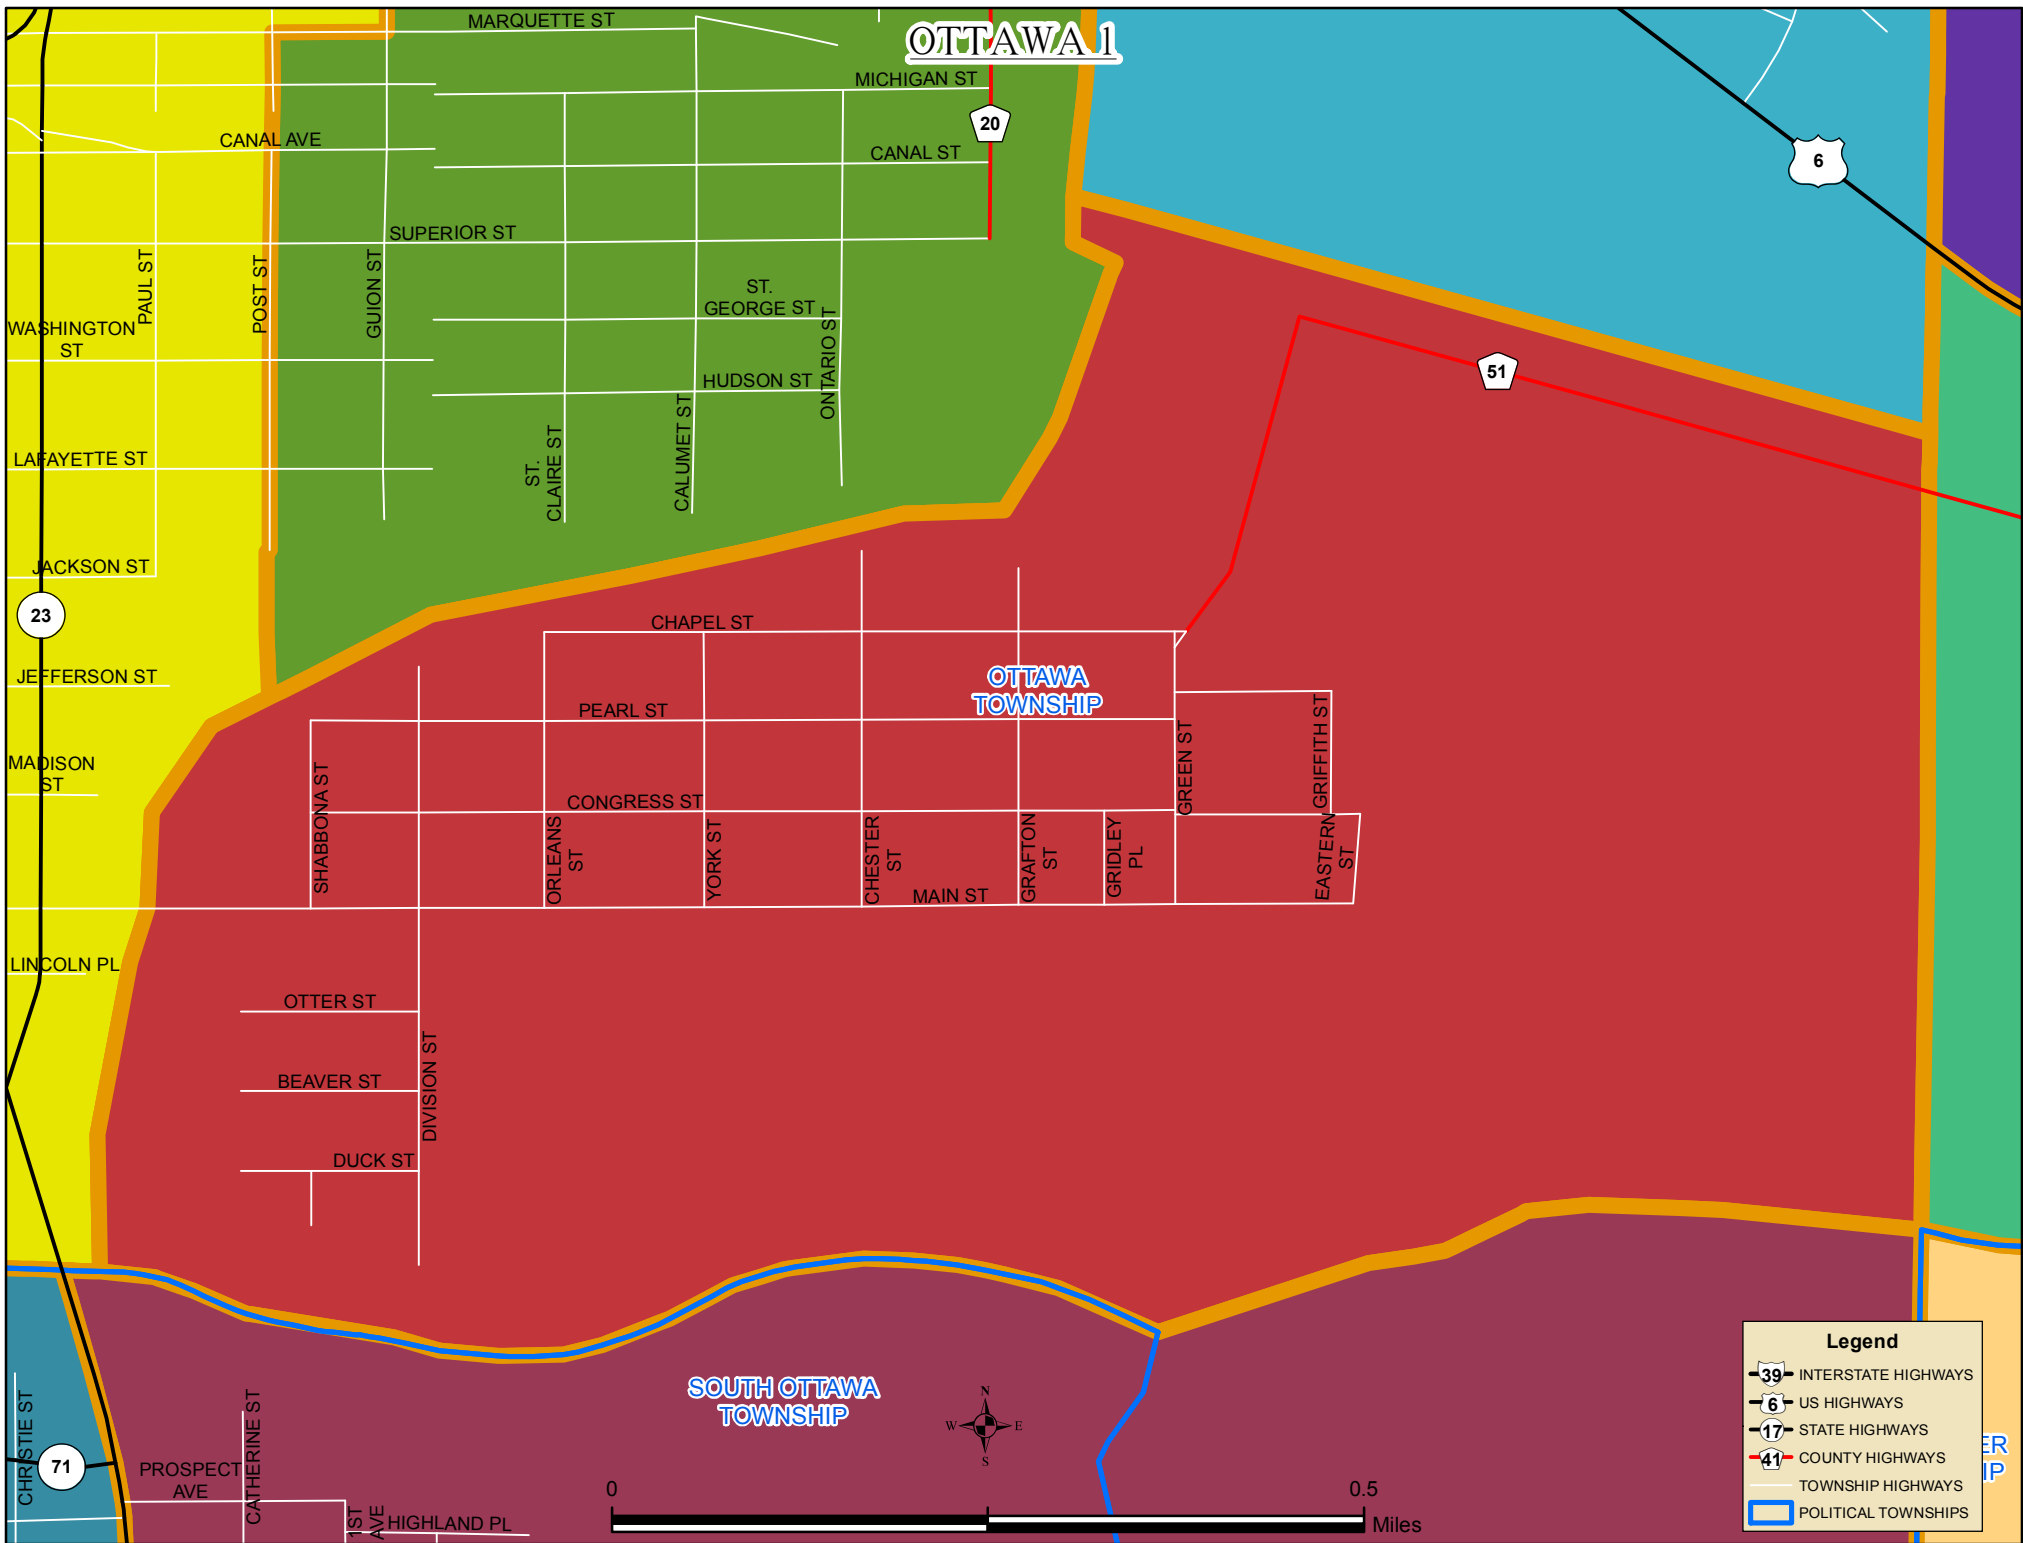 MARQUETTE ST
OTTAWA 1
MICHIGAN ST
20
CANAL AVE
CANAL ST
6
SUPERIOR ST
PAUL ST
POST ST
GUION ST
ST.
GEORGE ST
WASHINGTON
ST
ONTARIO ST
51
HUDSON ST
ST.
CLAIRE ST
CALUMET ST
LAFAYETTE ST
JACKSON ST
23
CHAPEL ST
JEFFERSON ST
OTTAWA
TOWNSHIP
PEARL ST
MADISON
ST
SHABBONA ST
GREEN ST
GRIFFITH ST
CONGRESS ST
ORLEANS
ST
YORK ST
CHESTER
ST
GRAFTON
ST
GRIDLEY
PL
EASTERN
ST
MAIN ST
LINCOLN PL
OTTER ST
BEAVER ST
DIVISION ST
DUCK ST
SOUTH OTTAWA
TOWNSHIP
CHRISTIE ST
71
PROSPECT
AVE
CATHERINE ST
1ST
AVE
HIGHLAND PL
N
W E
S
0 0.5
Miles
Legend
39 INTERSTATE HIGHWAYS
6 US HIGHWAYS
17 STATE HIGHWAYS
41 COUNTY HIGHWAYS
TOWNSHIP HIGHWAYS
POLITICAL TOWNSHIPS
ER
IP